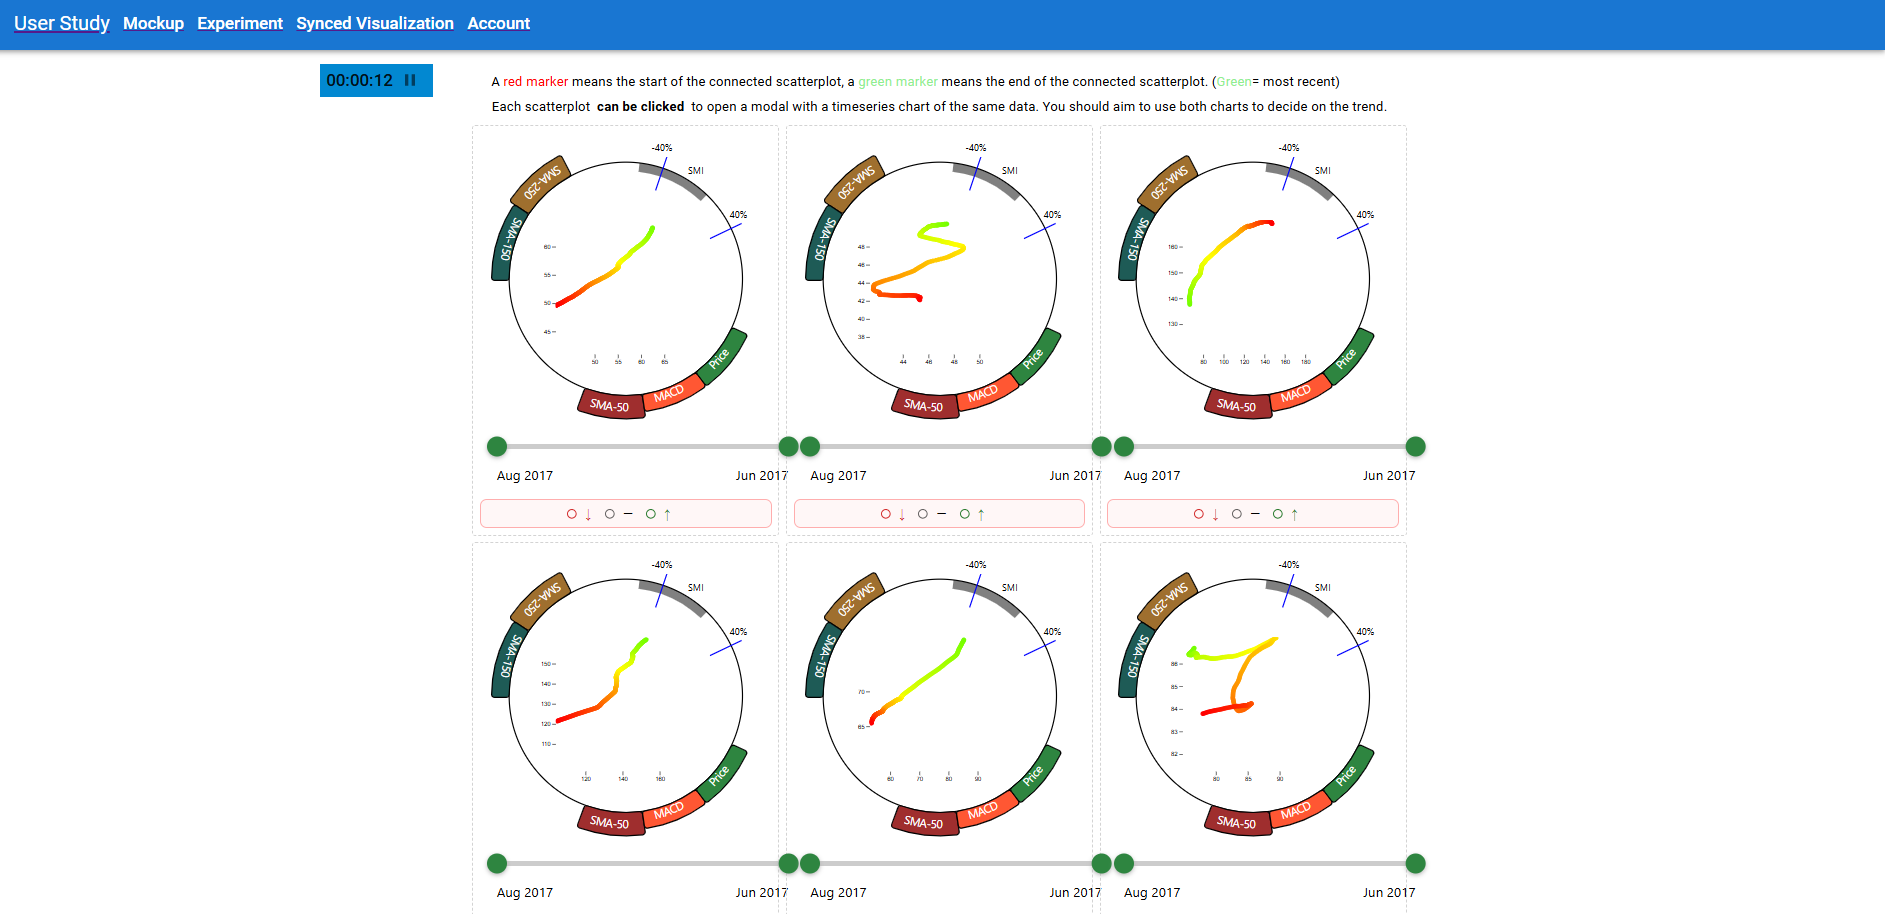 User Study Mockup Experiment Synced Visualization Account
00:00:12
A red marker means the start of the connected scatterplot, a green marker means the end of the connected scatterplot. (Green= most recent)
Each scatterplot can be clicked to open a modal with a timeseries chart of the same data. You should aim to use both charts to decide on the trend.
-40%
SMI
40%
SMA-250
SMA-150
60
55
50
45
50 55 60 65
Price
MACD
SMA-50
Aug 2017 Jun 2017
↓ – ↑
-40%
SMI
40%
SMA-250
SMA-150
48
46
44
42
40
38
44 46 48 50
Price
MACD
SMA-50
Aug 2017 Jun 2017
↓ – ↑
-40%
SMI
40%
SMA-250
SMA-150
160
150
140
130
80 100 120 140 160 180
Price
MACD
SMA-50
Aug 2017 Jun 2017
↓ – ↑
-40%
SMI
40%
SMA-250
SMA-150
150
140
130
120
110
120 140 160
Price
MACD
SMA-50
Aug 2017 Jun 2017
-40%
SMI
40%
SMA-250
SMA-150
70
65
60 70 80 90
Price
MACD
SMA-50
Aug 2017 Jun 2017
-40%
SMI
40%
SMA-250
SMA-150
86
85
84
83
82
80 85 90
Price
MACD
SMA-50
Aug 2017 Jun 2017